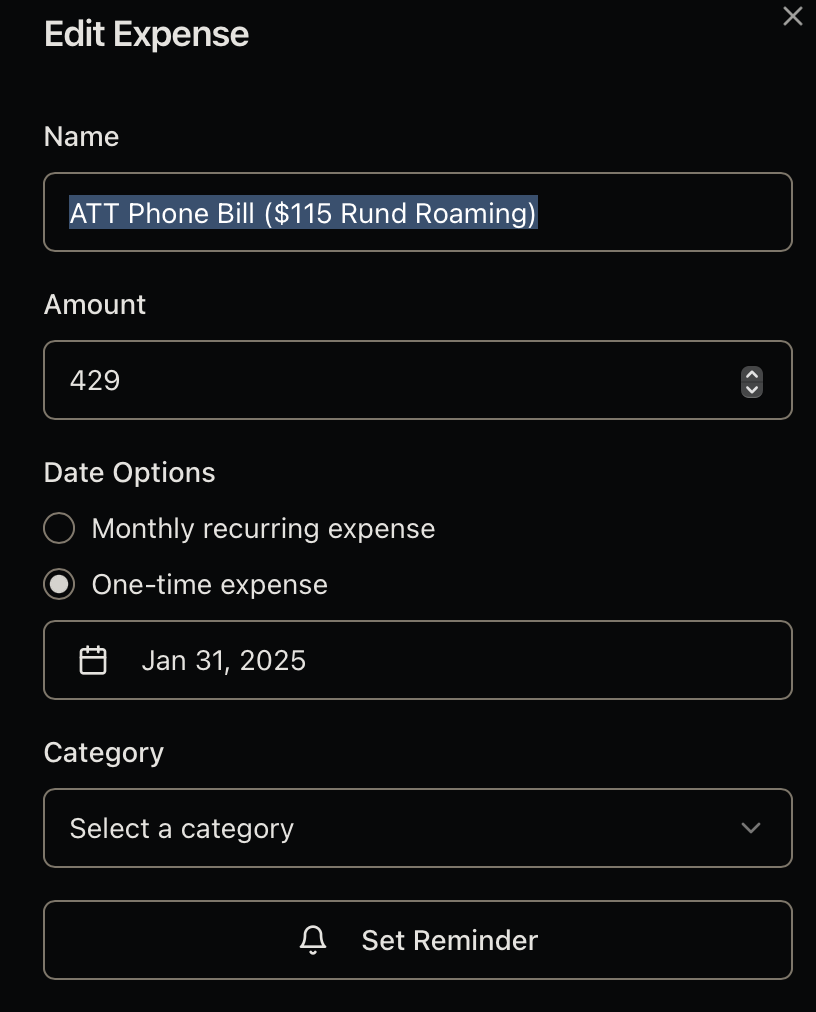 Edit Expense
Name
ATT Phone Bill ($115 Rund Roaming)
Amount
429
Date Options
Monthly recurring expense
One-time expense
Jan 31, 2025
Category
Select a category
Set Reminder